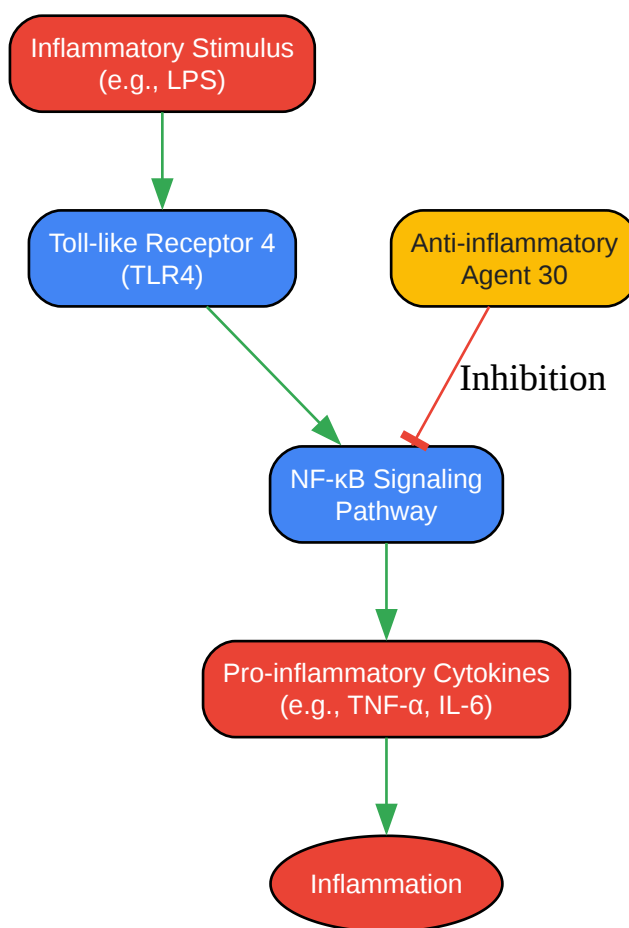 Inflammatory Stimulus
(e.g., LPS)
Toll-like Receptor 4
(TLR4)
Anti-inflammatory
Agent 30
Inhibition
NF-κB Signaling
Pathway
Pro-inflammatory Cytokines
(e.g., TNF-α, IL-6)
Inflammation